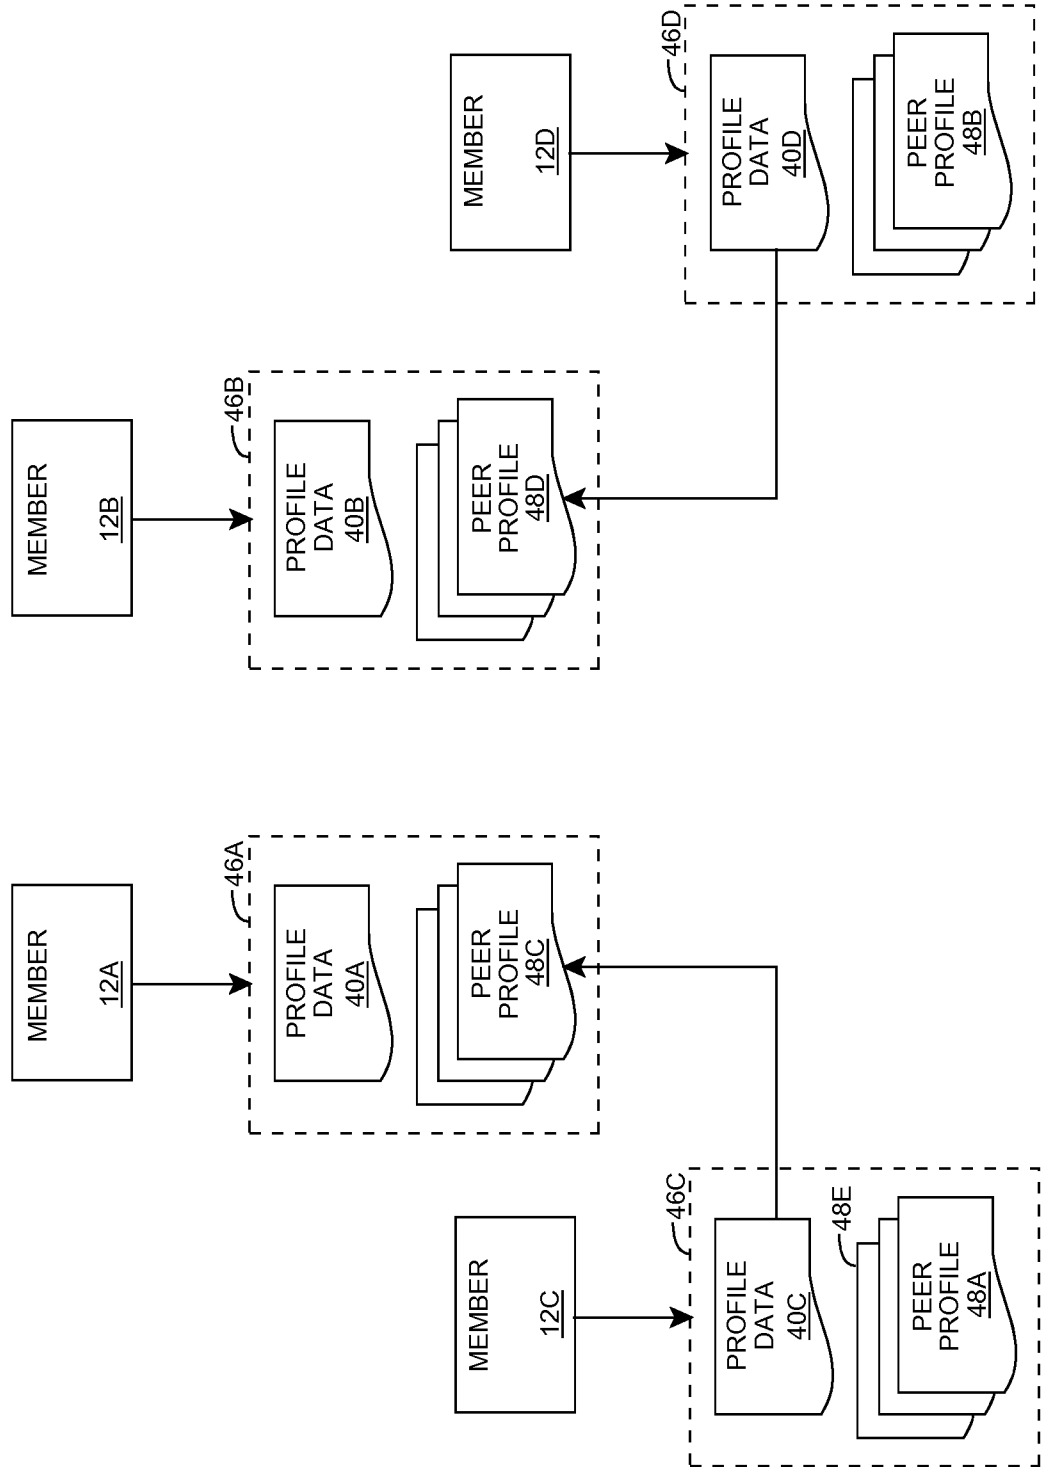 MEMBER
12A
46A
PROFILE
DATA
40A
PEER
PROFILE
48C
MEMBER
12B
46B
PROFILE
DATA
40B
PEER
PROFILE
48D
MEMBER
12C
46C
PROFILE
DATA
40C
48E
PEER
PROFILE
48A
MEMBER
12D
46D
PROFILE
DATA
40D
PEER
PROFILE
48B